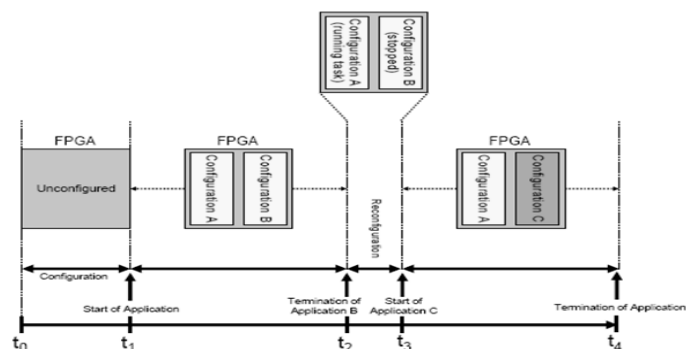 Configuration A
(running task)
Configuration B
(stopped)
FPGA
FPGA
FPGA
Unconfigured
Configuration A
Configuration B
Reconfiguration
Configuration A
Configuration C
Configuration
Start of Application
Termination of
Application B
Start of
Application C
Termination of Application
t0
t1
t2
t3
t4